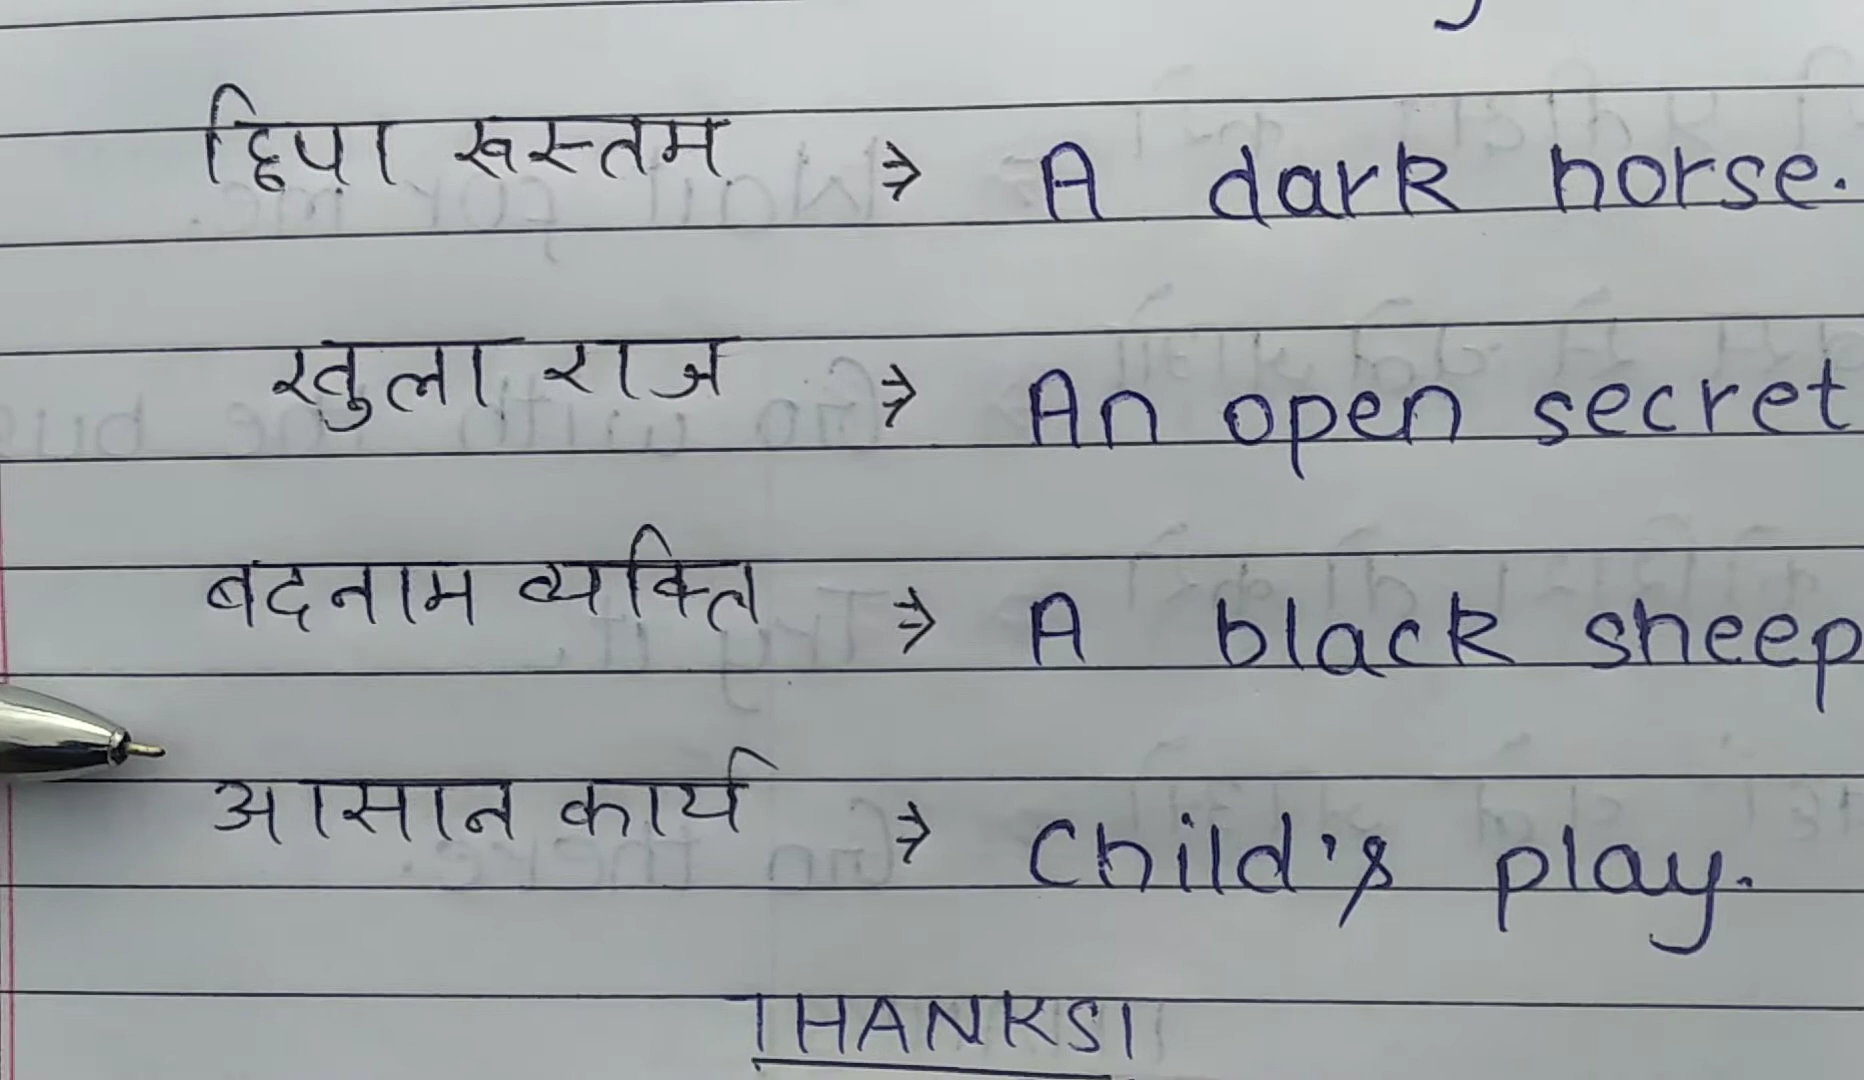 छिपा रूस्तम → A dark horse.
खुला राज → An open secret
बदनाम व्यक्ति → A black sheep
आसान कार्य → Child's play.
THANKS!